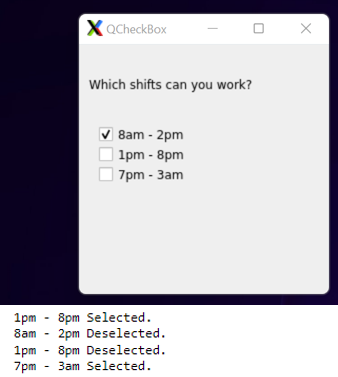 QCheckBox
Which shifts can you work?
8am - 2pm
1pm - 8pm
7pm - 3am
1pm - 8pm Selected.
8am - 2pm Deselected.
1pm - 8pm Deselected.
7pm - 3am Selected.